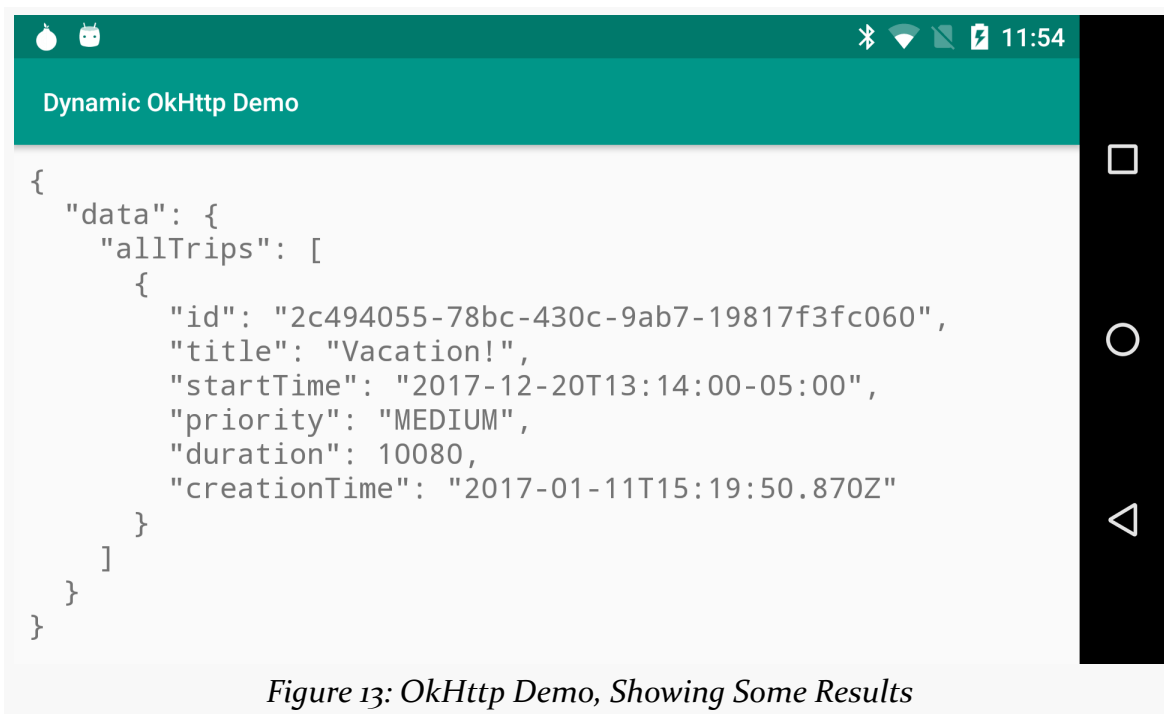 11:54
Dynamic OkHttp Demo
{
  "data": {
    "allTrips": [
      {
        "id": "2c494055-78bc-430c-9ab7-19817f3fc060",
        "title": "Vacation!",
        "startTime": "2017-12-20T13:14:00-05:00",
        "priority": "MEDIUM",
        "duration": 10080,
        "creationTime": "2017-01-11T15:19:50.870Z"
      }
    ]
  }
}
Figure 13: OkHttp Demo, Showing Some Results